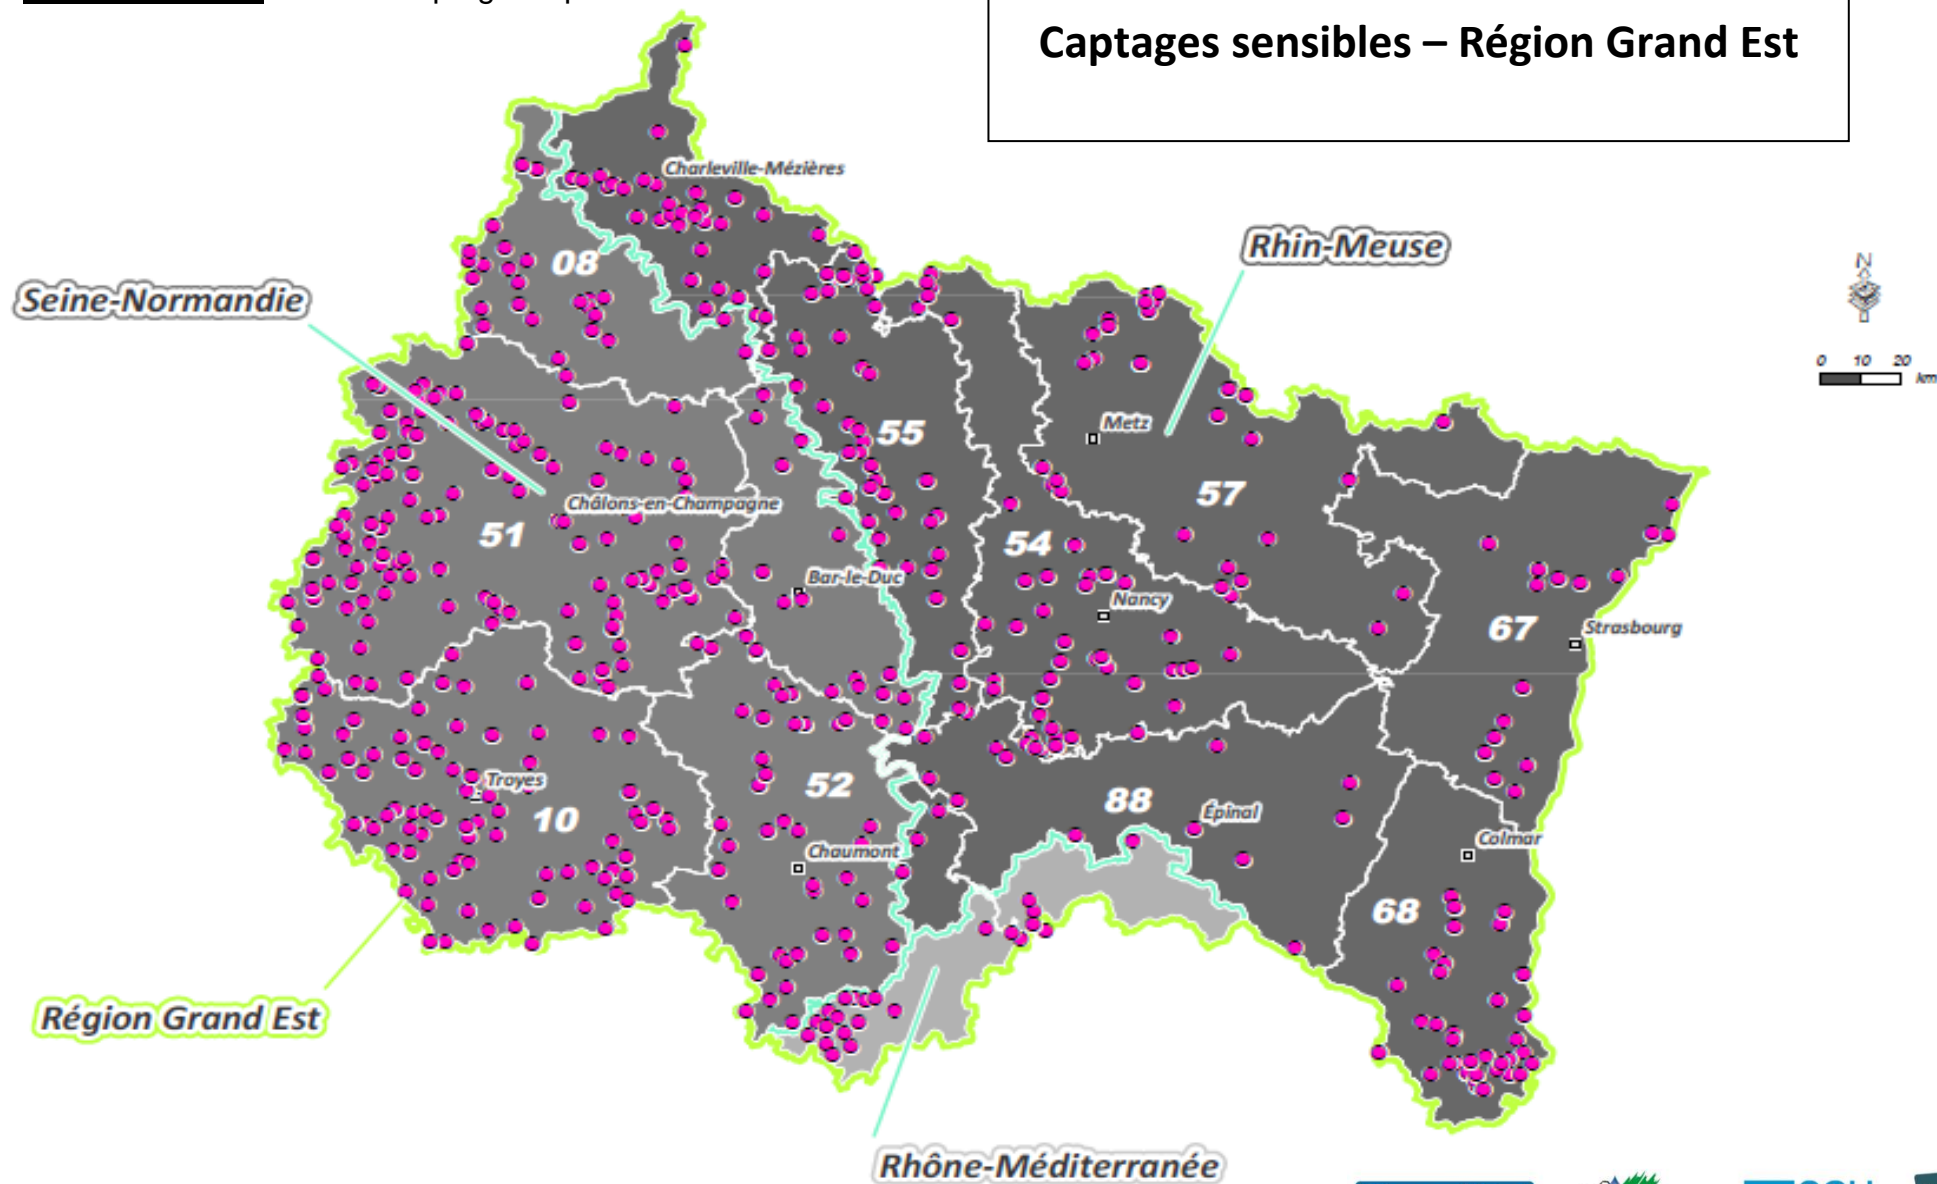 Captages sensibles – Région Grand Est
Charleville-Mézières
Rhin-Meuse
08
Seine-Normandie
N
0 10 20
km
Metz
55
57
Châlons-en-Champagne
51
54
Bar-le-Duc
Nancy
67
Strasbourg
Troyes
52
88
10
Épinal
Chaumont
Colmar
68
Région Grand Est
Rhône-Méditerranée